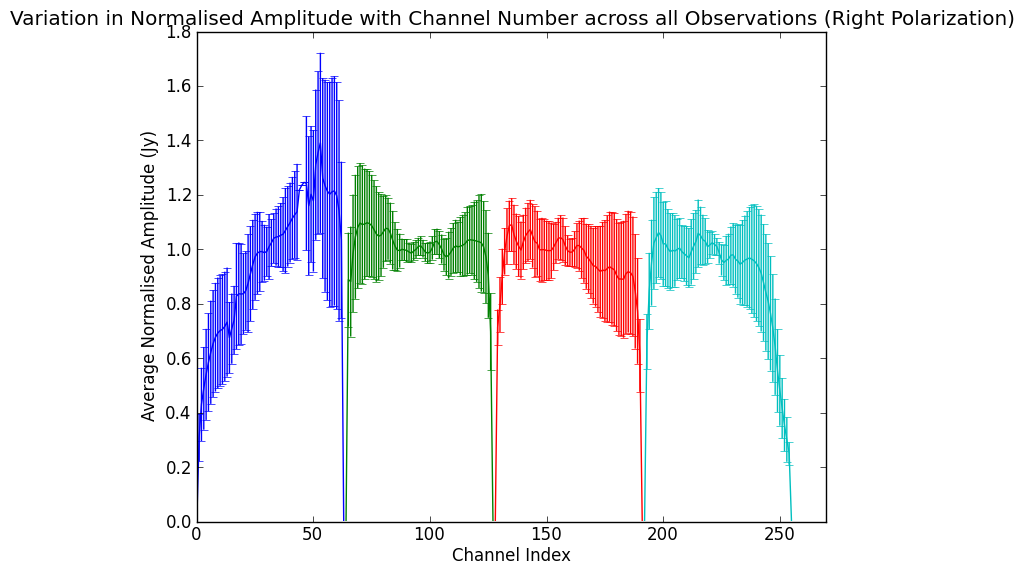 Variation in Normalised Amplitude with Channel Number across all Observations (Right Polarization)
1.8
1.6
1.4
1.2
1.0
0.8
0.6
0.4
0.2
0.0
Average Normalised Amplitude (Jy)
0 50 100 150 200 250
Channel Index